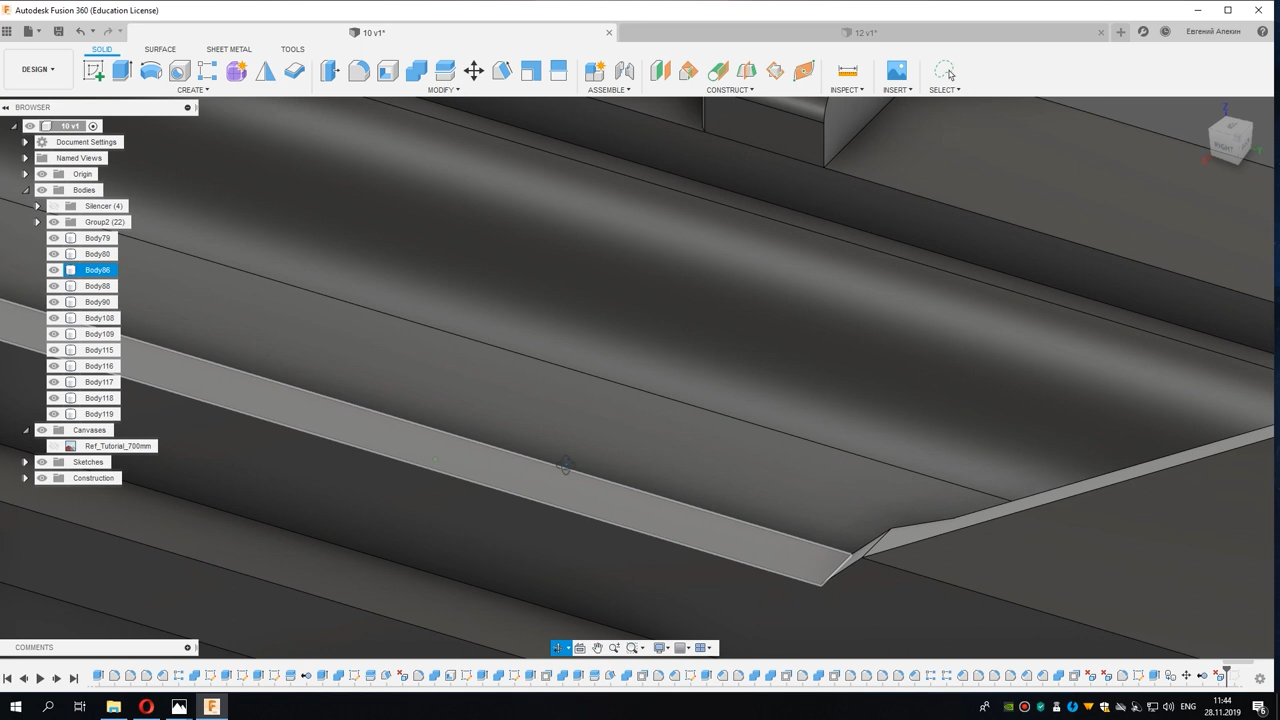 Autodesk Fusion 360 (Education License)
10 v1*
12 v1*
Евгений Апекин
DESIGN
SOLID
SURFACE
SHEET METAL
TOOLS
CREATE
MODIFY
ASSEMBLE
CONSTRUCT
INSPECT
INSERT
SELECT
BROWSER
10 v1
Document Settings
Named Views
Origin
Bodies
Silencer (4)
Group2 (22)
Body79
Body80
Body86
Body88
Body90
Body108
Body109
Body115
Body116
Body117
Body118
Body119
Canvases
Ref_Tutorial_700mm
Sketches
Construction
Z
RIGHT
X
Y
COMMENTS
ENG
11:44
28.11.2019
6